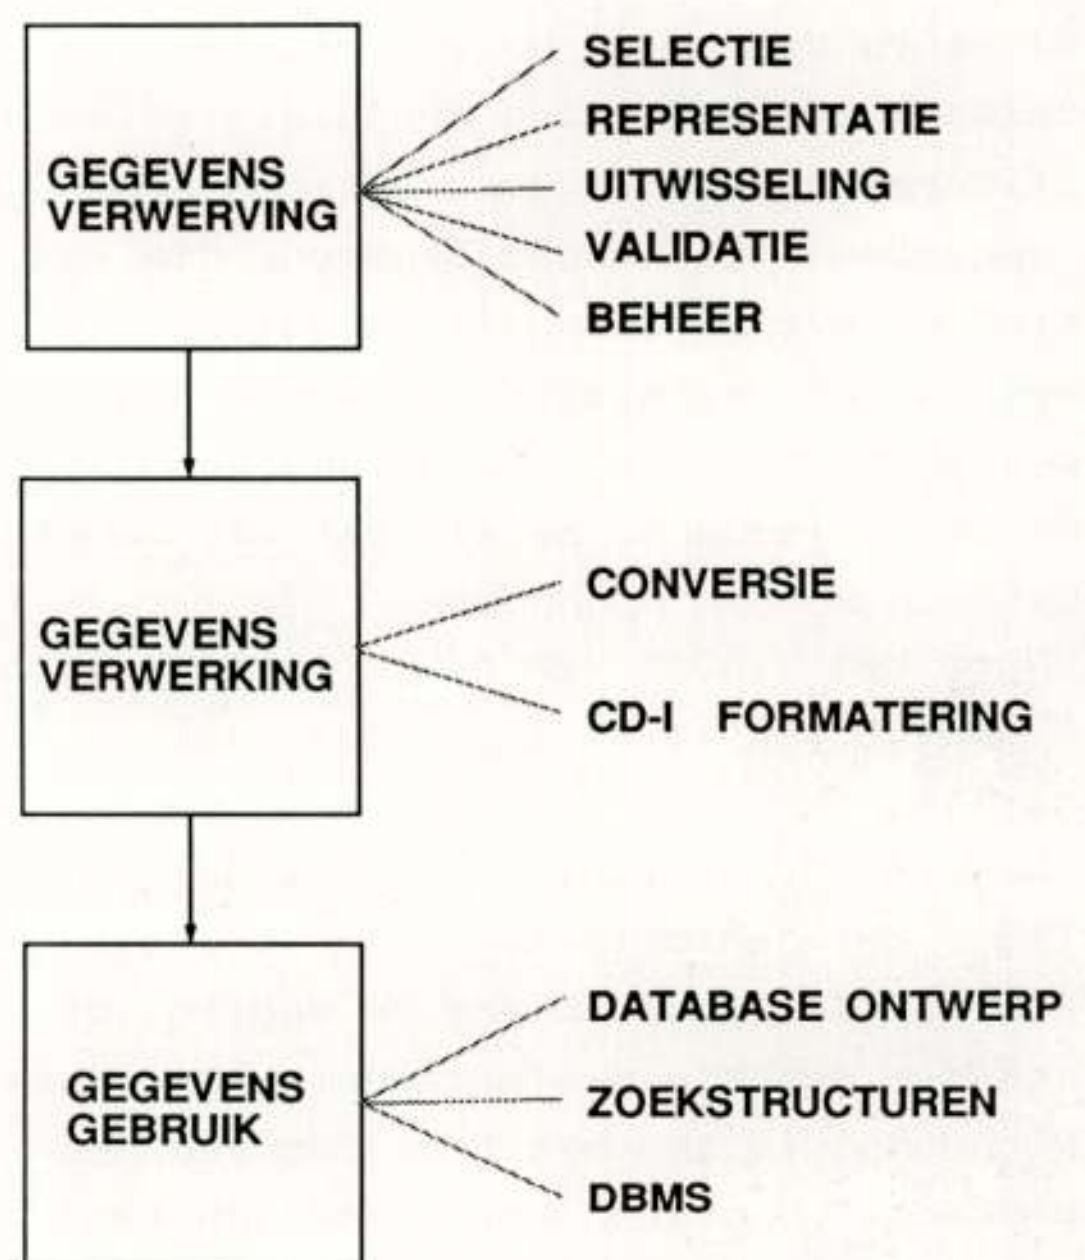 GEGEVENS
VERWERVING
SELECTIE
REPRESENTATIE
UITWISSELING
VALIDATIE
BEHEER
GEGEVENS
VERWERKING
CONVERSIE
CD-I FORMATERING
GEGEVENS
GEBRUIK
DATABASE ONTWERP
ZOEKSTRUCTUREN
DBMS